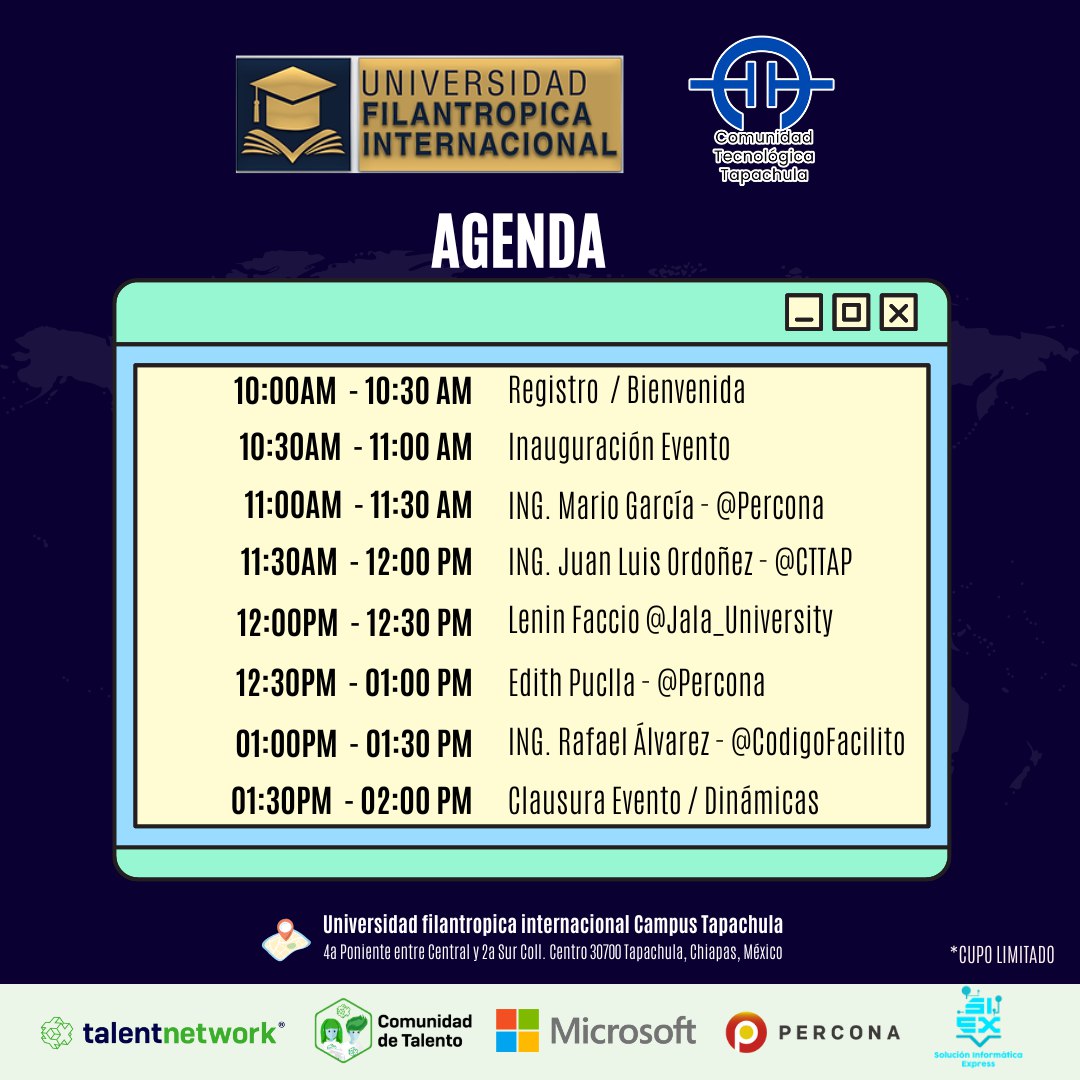 UNIVERSIDAD
FILANTROPICA
INTERNACIONAL
Comunidad
Tecnológica
Tapachula
AGENDA
10:00AM - 10:30 AM Registro / Bienvenida
10:30AM - 11:00 AM Inauguración Evento
11:00AM - 11:30 AM ING. Mario García - @Percona
11:30AM - 12:00 PM ING. Juan Luis Ordoñez - @CTTAP
12:00PM - 12:30 PM Lenin Faccio @Jala_University
12:30PM - 01:00 PM Edith Puclla - @Percona
01:00PM - 01:30 PM ING. Rafael Álvarez - @CodigoFacilito
01:30PM - 02:00 PM Clausura Evento / Dinámicas
Universidad filantropica internacional Campus Tapachula
4a Poniente entre Central y 2a Sur Coll. Centro 30700 Tapachula, Chiapas, México
*CUPO LIMITADO
talentnetwork®
Comunidad
de Talento
Microsoft
PERCONA
SI
EX
Solución Informática
Express